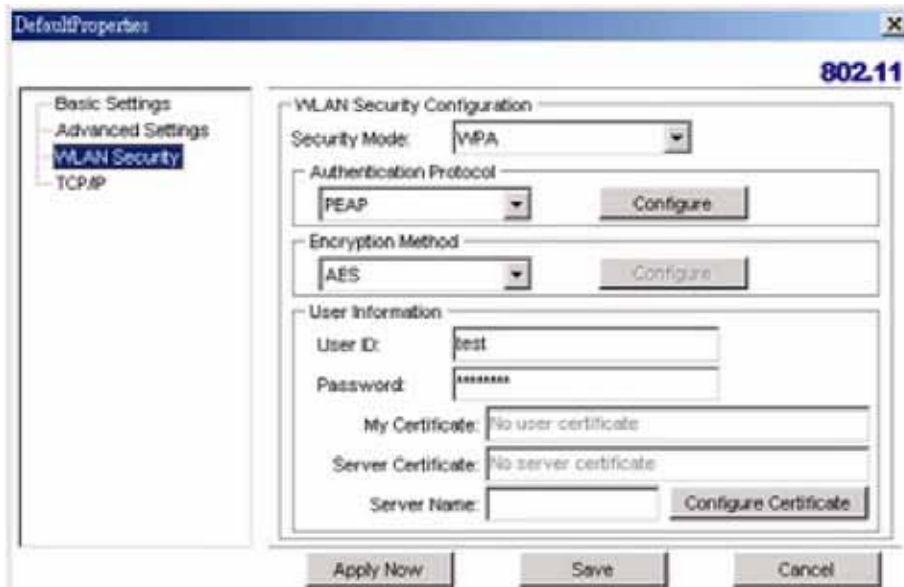 DefaultProperties
802.11
Basic Settings
Advanced Settings
WLAN Security
TCP/IP
WLAN Security Configuration
Security Mode: WPA
Authentication Protocol
PEAP Configure
Encryption Method
AES Configure
User Information
User ID: test
Password: ********
My Certificate: No user certificate
Server Certificate: No server certificate
Server Name: Configure Certificate
Apply Now Save Cancel